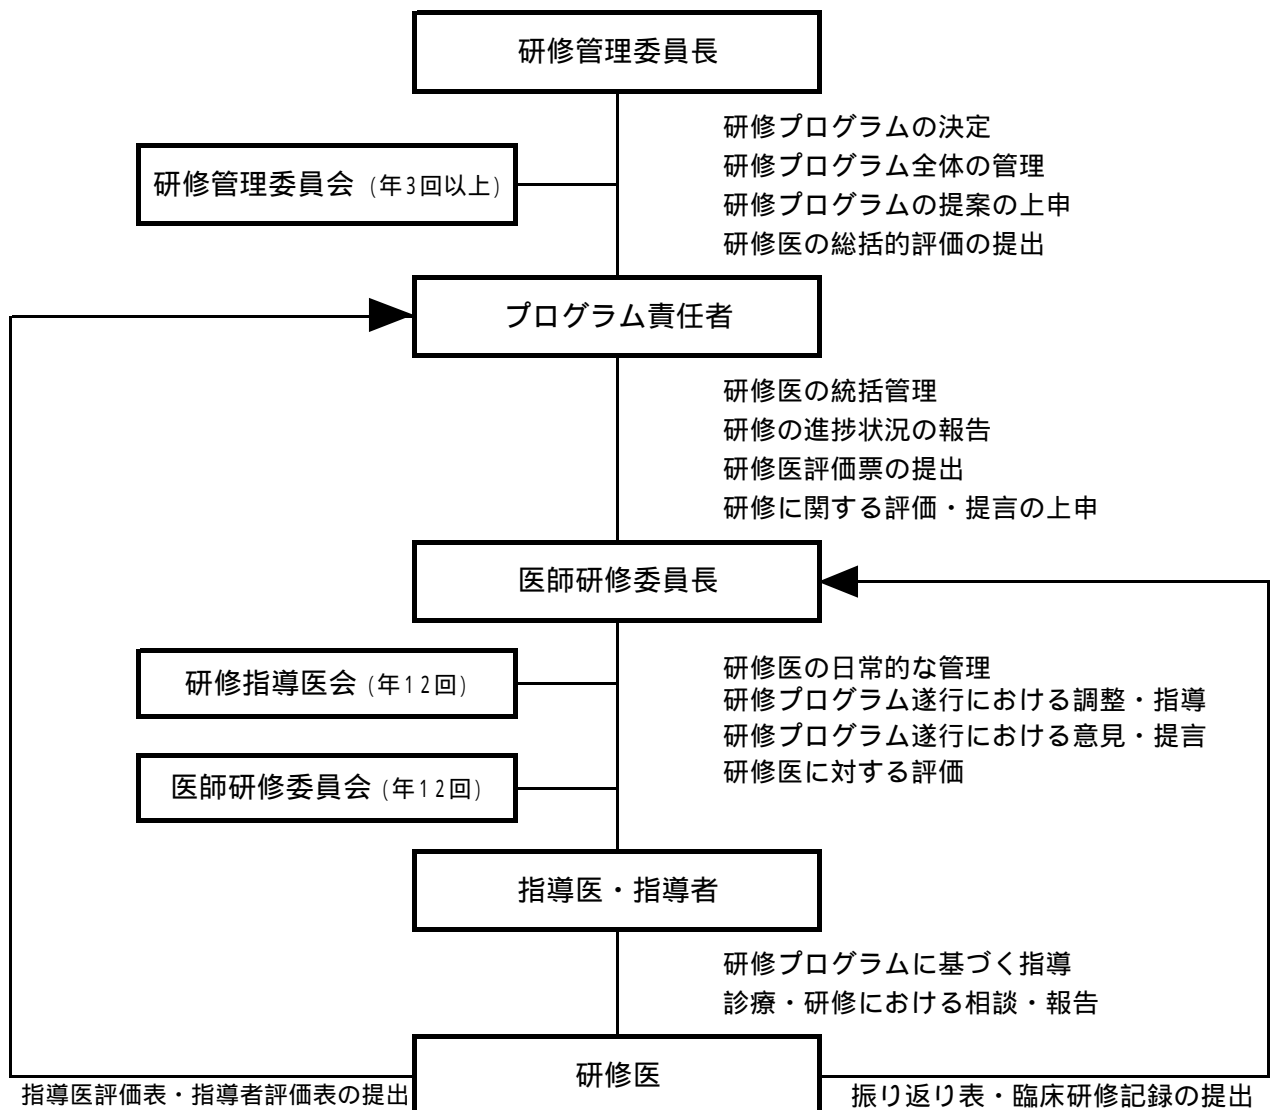 研修管理委員長
研修プログラムの決定
研修管理委員会 (年3回以上)
研修プログラム全体の管理
研修プログラムの提案の上申
研修医の総括的評価の提出
プログラム責任者
研修医の統括管理
研修の進捗状況の報告
研修医評価票の提出
研修に関する評価・提言の上申
医師研修委員長
研修指導医会 (年12回)
研修医の日常的な管理
研修プログラム遂行における調整・指導
研修プログラム遂行における意見・提言
研修医に対する評価
医師研修委員会 (年12回)
指導医・指導者
研修プログラムに基づく指導
診療・研修における相談・報告
研修医
指導医評価表・指導者評価表の提出
振り返り表・臨床研修記録の提出